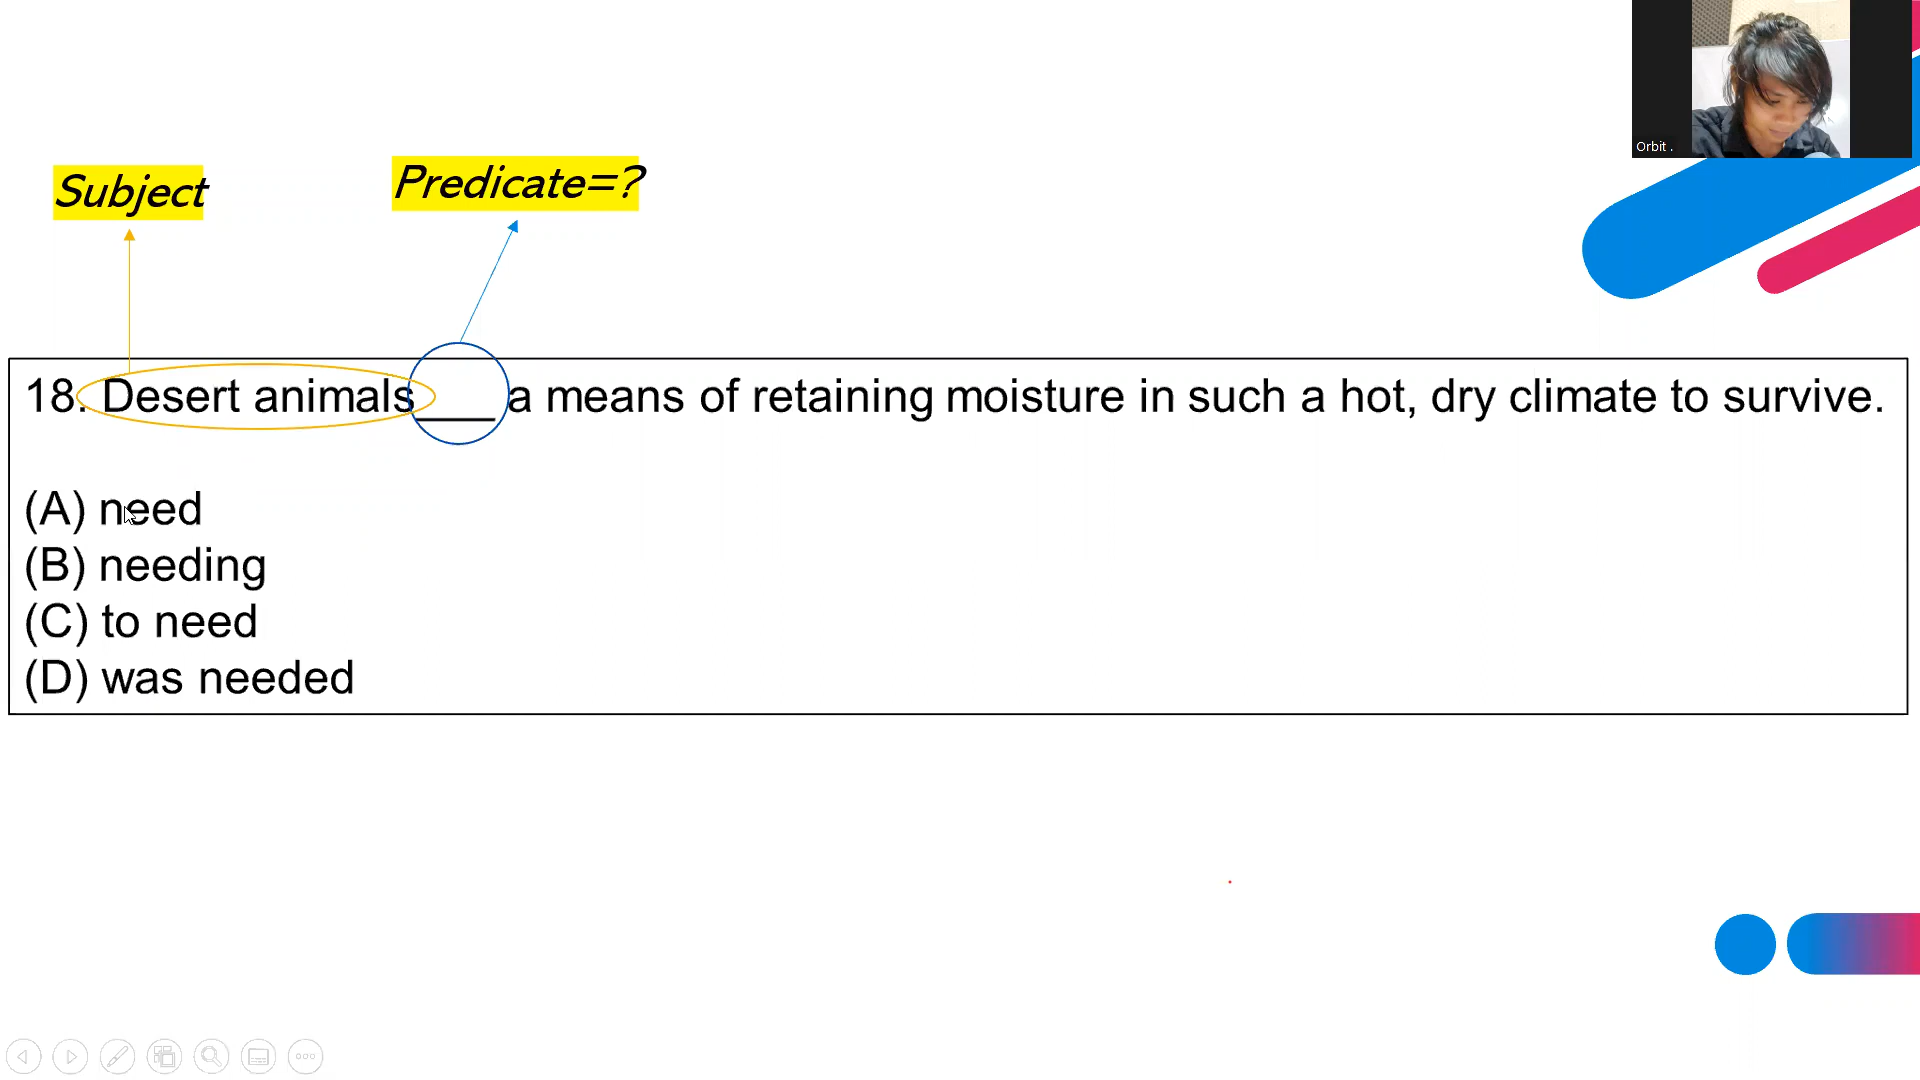 Orbit .
Subject
Predicate=?
18. Desert animals ___ a means of retaining moisture in such a hot, dry climate to survive.
(A) need
(B) needing
(C) to need
(D) was needed